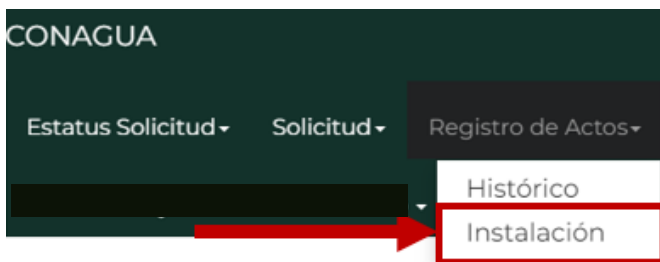 CONAGUA
Estatus Solicitud Solicitud Registro de Actos
Histórico
Instalación